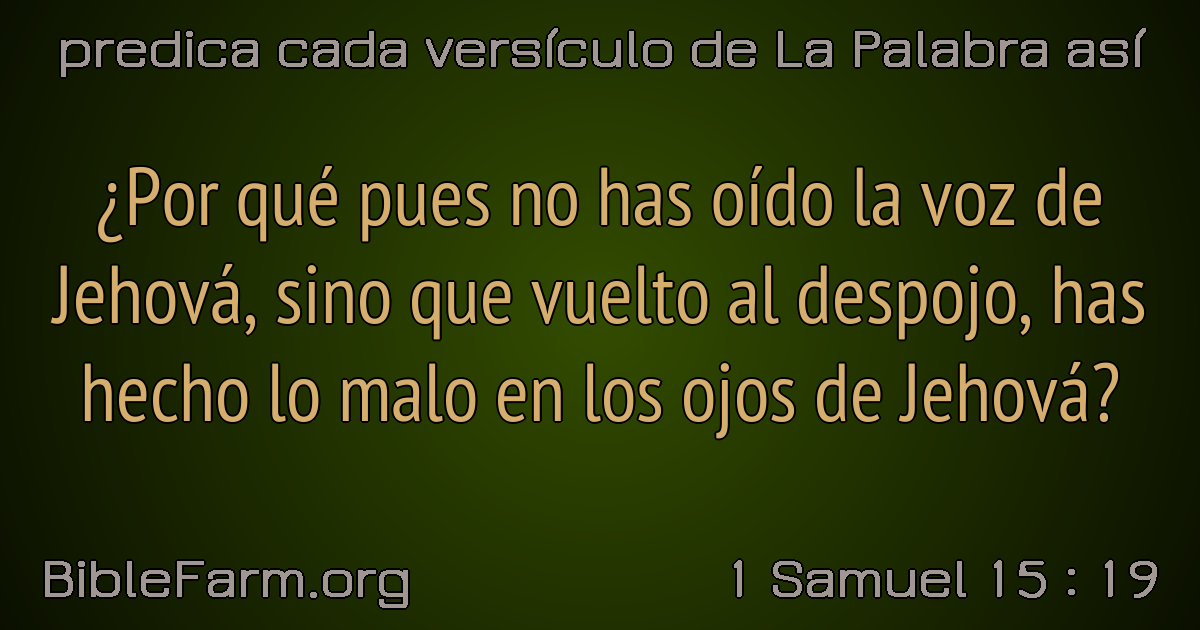 predica cada versículo de La Palabra así
¿Por qué pues no has oído la voz de
Jehová, sino que vuelto al despojo, has
hecho lo malo en los ojos de Jehová?
BibleFarm.org
1 Samuel 15 : 19